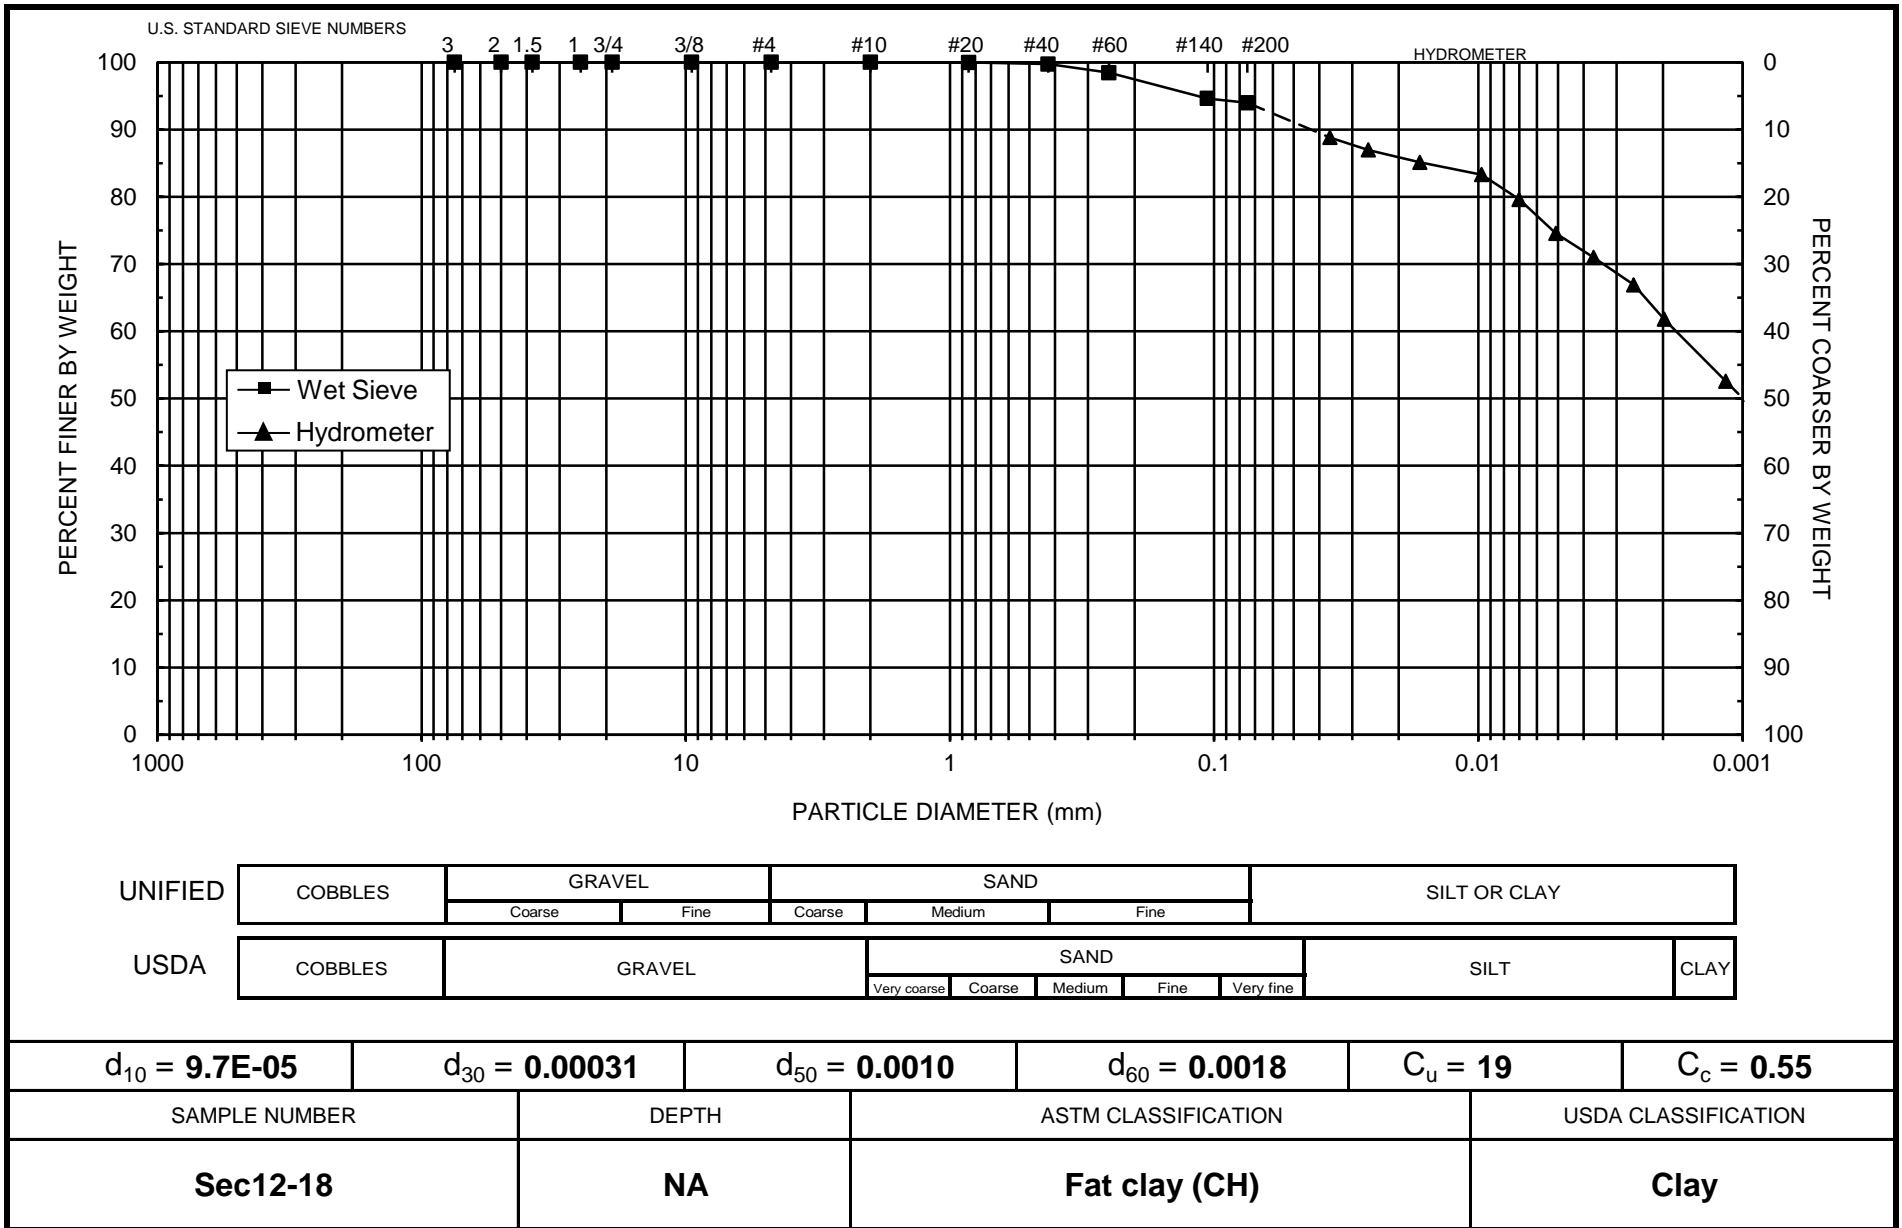 U.S. STANDARD SIEVE NUMBERS
3 2 1.5 1 3/4 3/8 #4 #10 #20 #40 #60 #140 #200
HYDROMETER
PERCENT FINER BY WEIGHT
100
90
80
70
60
50
40
30
20
10
0
Wet Sieve
Hydrometer
0
10
20
30
40
50
60
70
80
90
100
PERCENT COARSER BY WEIGHT
1000 100 10 1 0.1 0.01 0.001
PARTICLE DIAMETER (mm)
UNIFIED COBBLES GRAVEL SAND SILT OR CLAY
Coarse Fine Coarse Medium Fine
USDA COBBLES GRAVEL SAND SILT CLAY
Very coarse Coarse Medium Fine Very fine
d10 = 9.7E-05 d30 = 0.00031 d50 = 0.0010 d60 = 0.0018 Cu = 19 Cc = 0.55
SAMPLE NUMBER DEPTH ASTM CLASSIFICATION USDA CLASSIFICATION
Sec12-18 NA Fat clay (CH) Clay